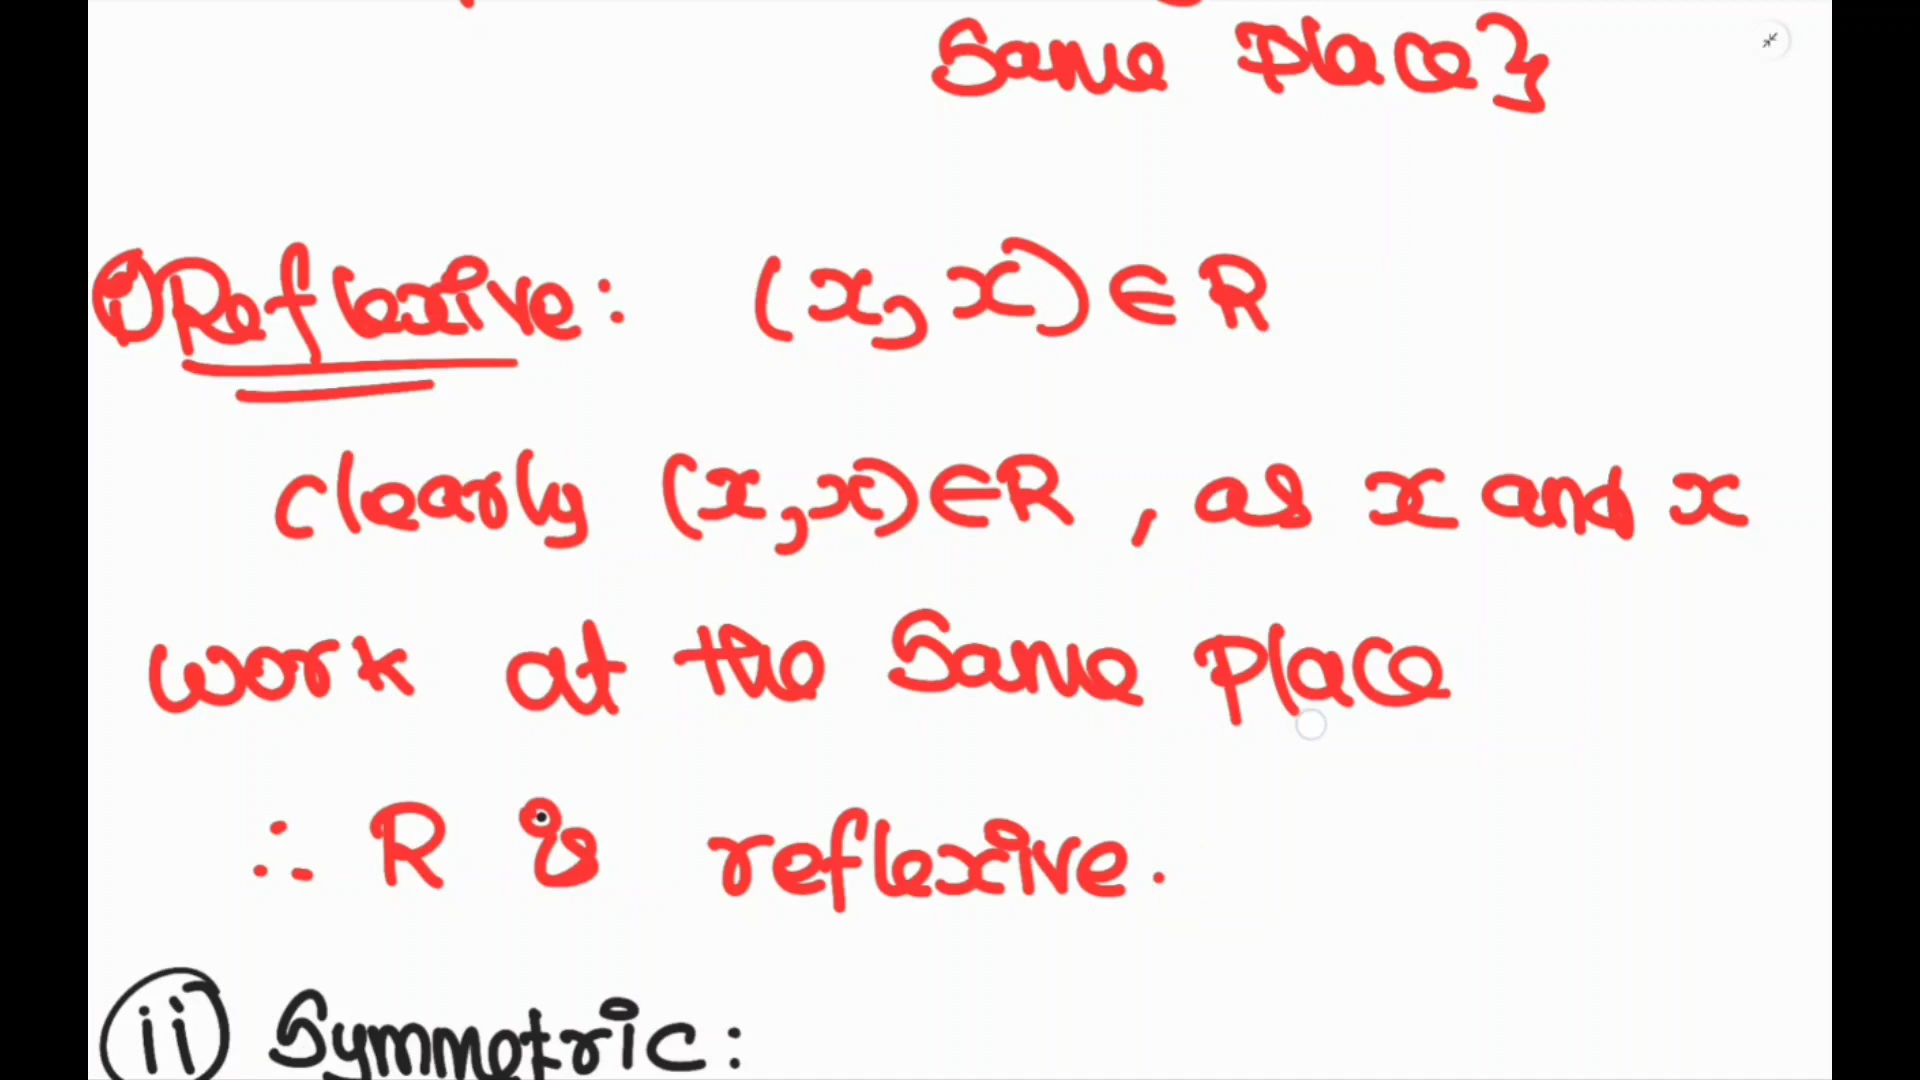 Same Place}
i) Reflexive: (x, x) ∈ R
clearly (x, x) ∈ R, as x and x
work at the same place
∴ R is reflexive.
ii) Symmetric: